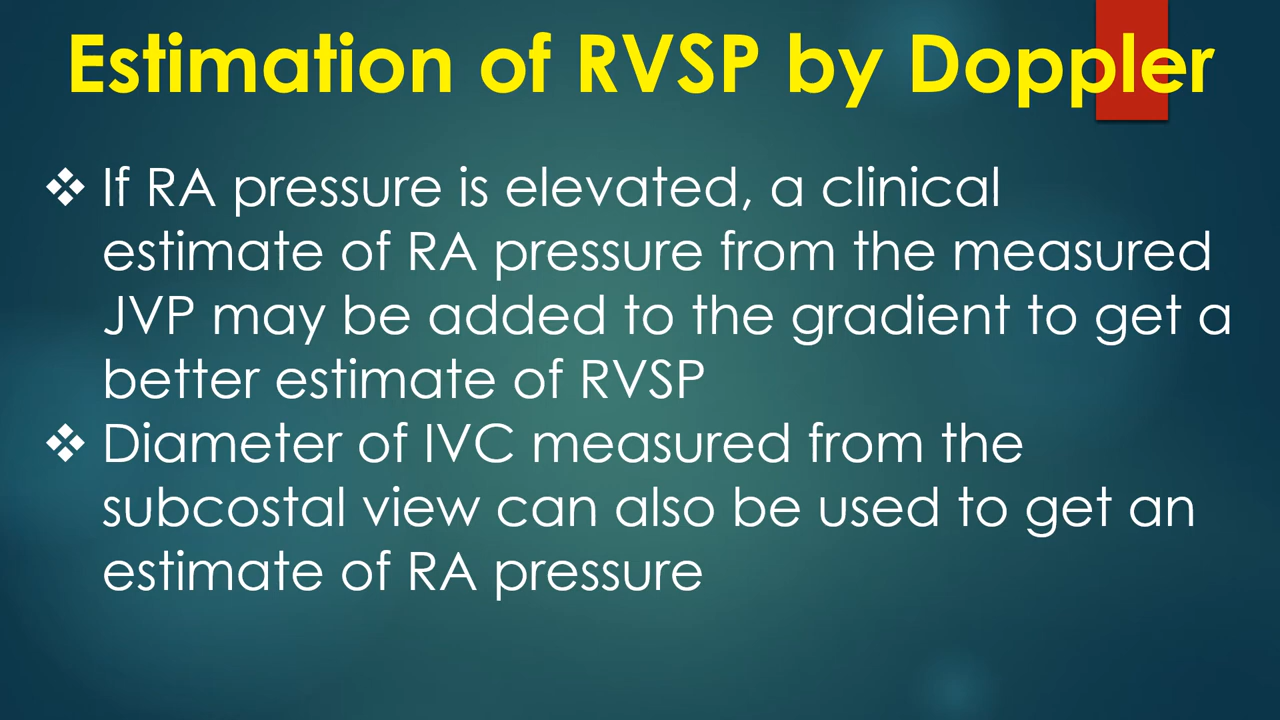 Estimation of RVSP by Doppler
❖ If RA pressure is elevated, a clinical
estimate of RA pressure from the measured
JVP may be added to the gradient to get a
better estimate of RVSP
❖ Diameter of IVC measured from the
subcostal view can also be used to get an
estimate of RA pressure